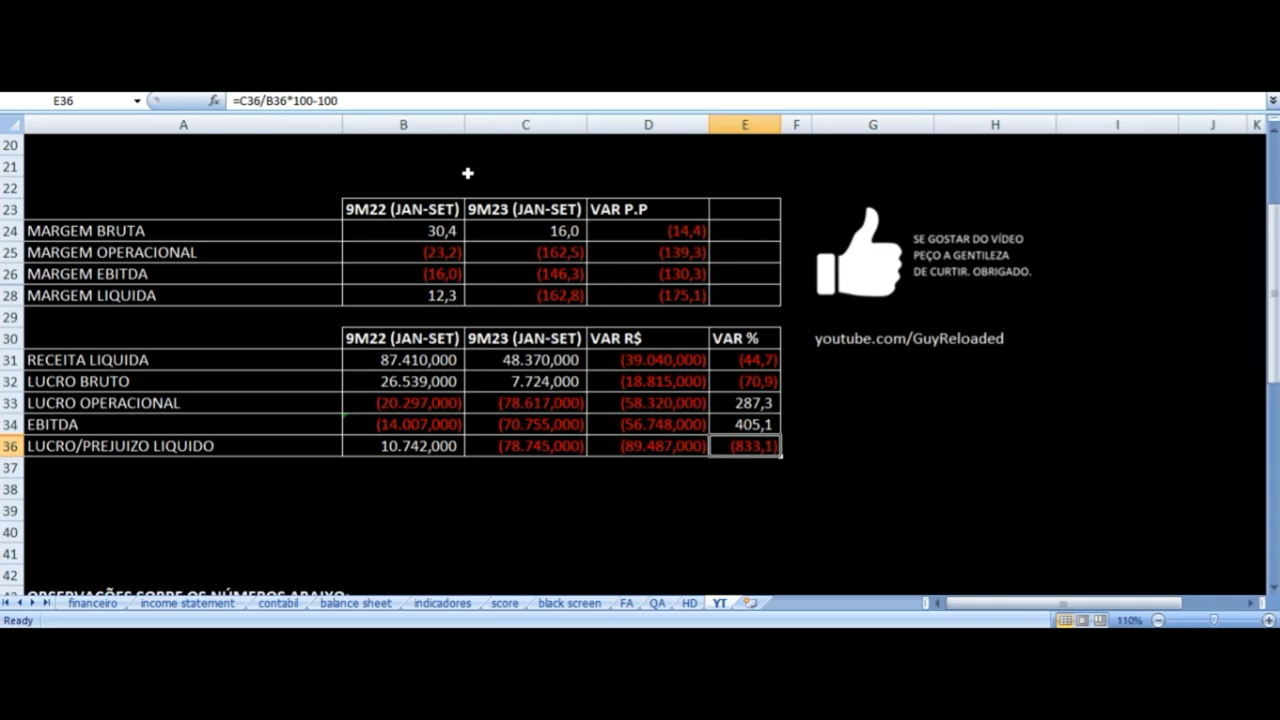 E36 fx =C36/B36*100-100
A B C D E F G H I J K
20
21
22
23 9M22 (JAN-SET) 9M23 (JAN-SET) VAR P.P
24 MARGEM BRUTA 30,4 16,0 (14,4)
25 MARGEM OPERACIONAL (23,2) (162,5) (139,3)
26 MARGEM EBITDA (16,0) (146,3) (130,3)
28 MARGEM LIQUIDA 12,3 (162,8) (175,1)
SE GOSTAR DO VÍDEO
PEÇO A GENTILEZA
DE CURTIR. OBRIGADO.
29
30 9M22 (JAN-SET) 9M23 (JAN-SET) VAR R$ VAR %
youtube.com/GuyReloaded
31 RECEITA LIQUIDA 87.410,000 48.370,000 (39.040,000) (44,7)
32 LUCRO BRUTO 26.539,000 7.724,000 (18.815,000) (70,9)
33 LUCRO OPERACIONAL (20.297,000) (78.617,000) (58.320,000) 287,3
34 EBITDA (14.007,000) (70.755,000) (56.748,000) 405,1
36 LUCRO/PREJUIZO LIQUIDO 10.742,000 (78.745,000) (89.487,000) (833,1)
37
38
39
40
41
42
OBSERVAÇÕES SOBRE OS NÚMEROS ABAIXO:
financeiro income statement contabil balance sheet indicadores score black screen FA QA HD YT
Ready 110%